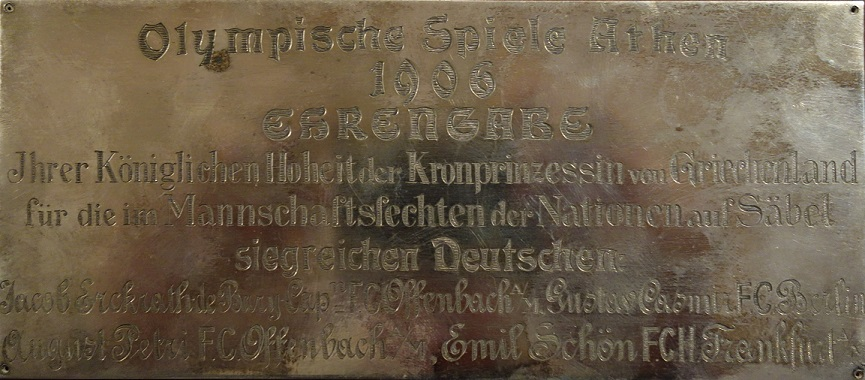 Olympische Spiele Athen
1906
EHRENGABE
Ihrer Königlichen Hoheit der Kronprinzessin von Griechenland
für die im Mannschaftsfechten der Nationen auf Säbel
siegreichen Deutschen:
Jacob Erckrath de Bary Cap. F.C. Offenbach a/M, Gustav Casmir F.C. Berlin
August Petri F.C. Offenbach a/M, Emil Schön F.C.H. Frankfurt a/M